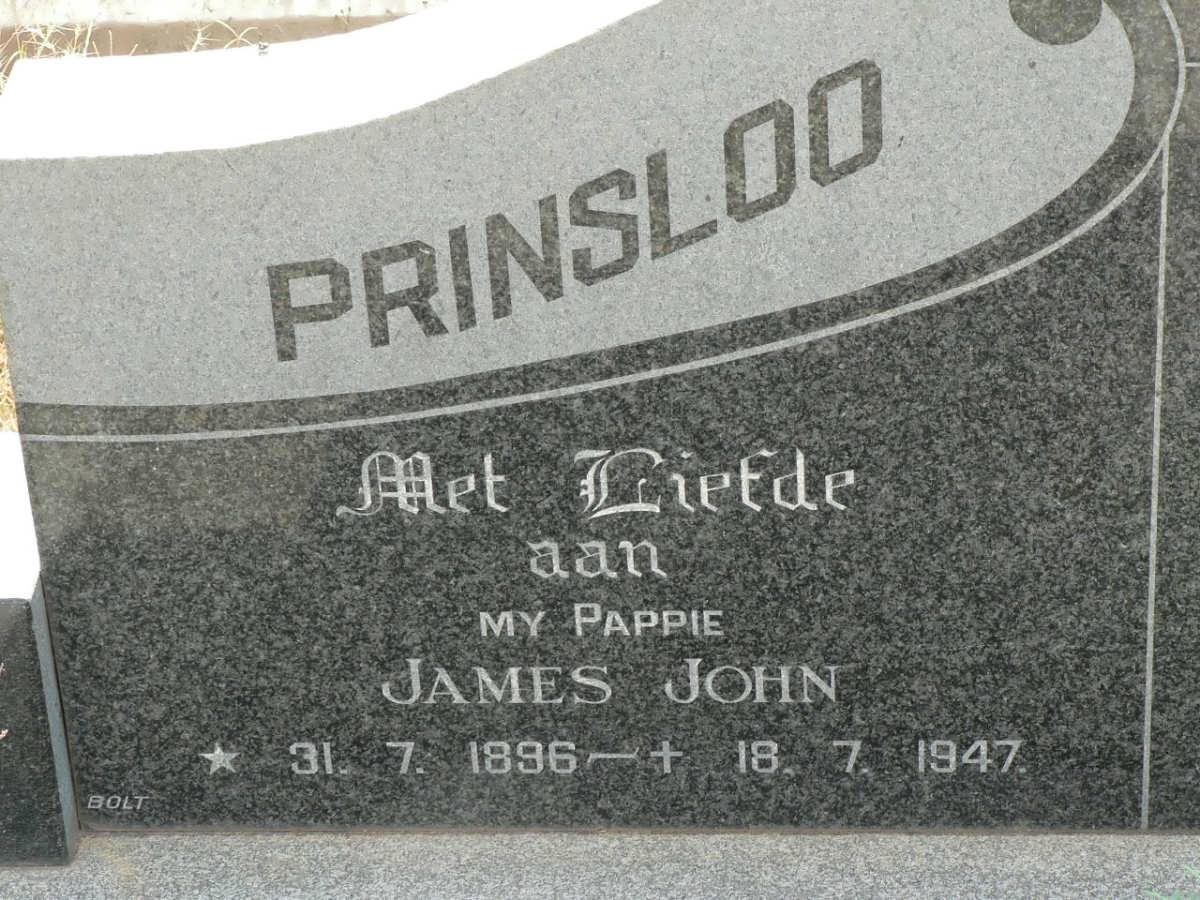 PRINSLOO
Met Liefde
aan
MY PAPPIE
JAMES JOHN
★ 31. 7. 1896 — ✝ 18. 7. 1947.
BOLT